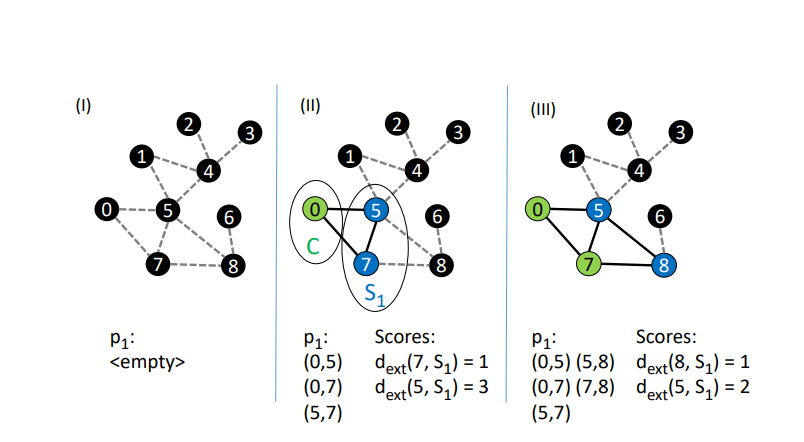 (I)
2
3
1
4
0
5
6
7
8
p1:
<empty>
(II)
2
3
1
4
0
5
6
C
7
8
S1
p1: Scores:
(0,5) dext(7, S1) = 1
(0,7) dext(5, S1) = 3
(5,7)
(III)
2
3
1
4
0
5
6
7
8
p1: Scores:
(0,5) (5,8) dext(8, S1) = 1
(0,7) (7,8) dext(5, S1) = 2
(5,7)